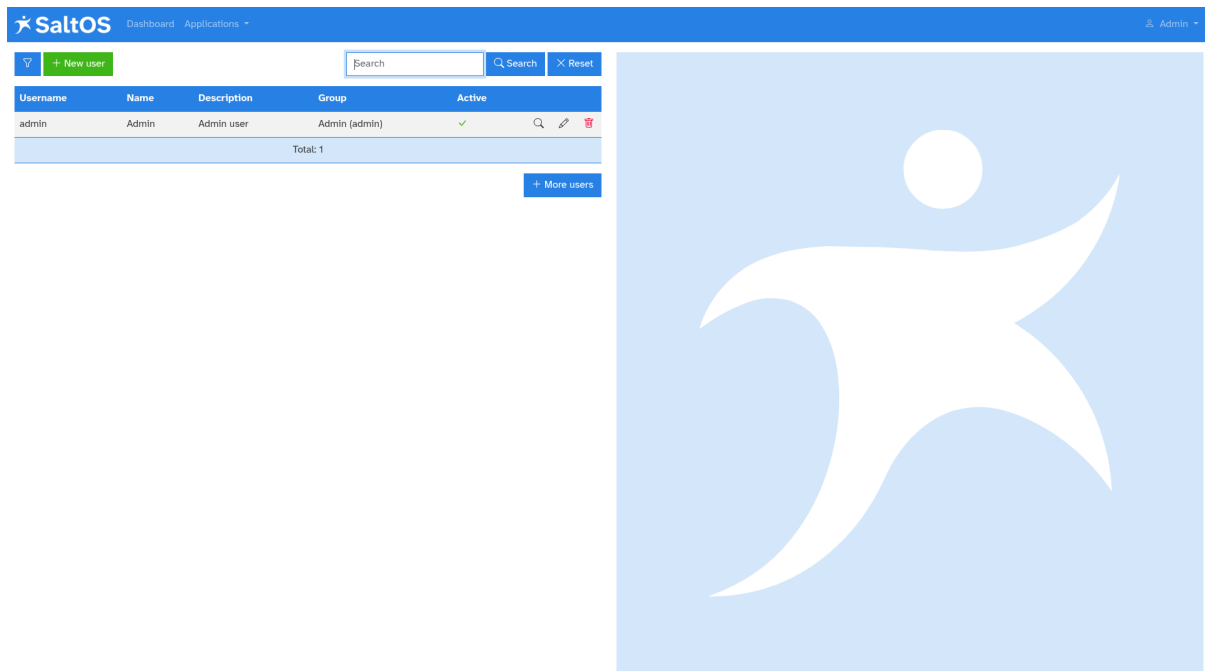 SaltOS Dashboard Applications Admin
+ New user Search Search Reset
Username Name Description Group Active
admin Admin Admin user Admin (admin)
Total: 1
+ More users